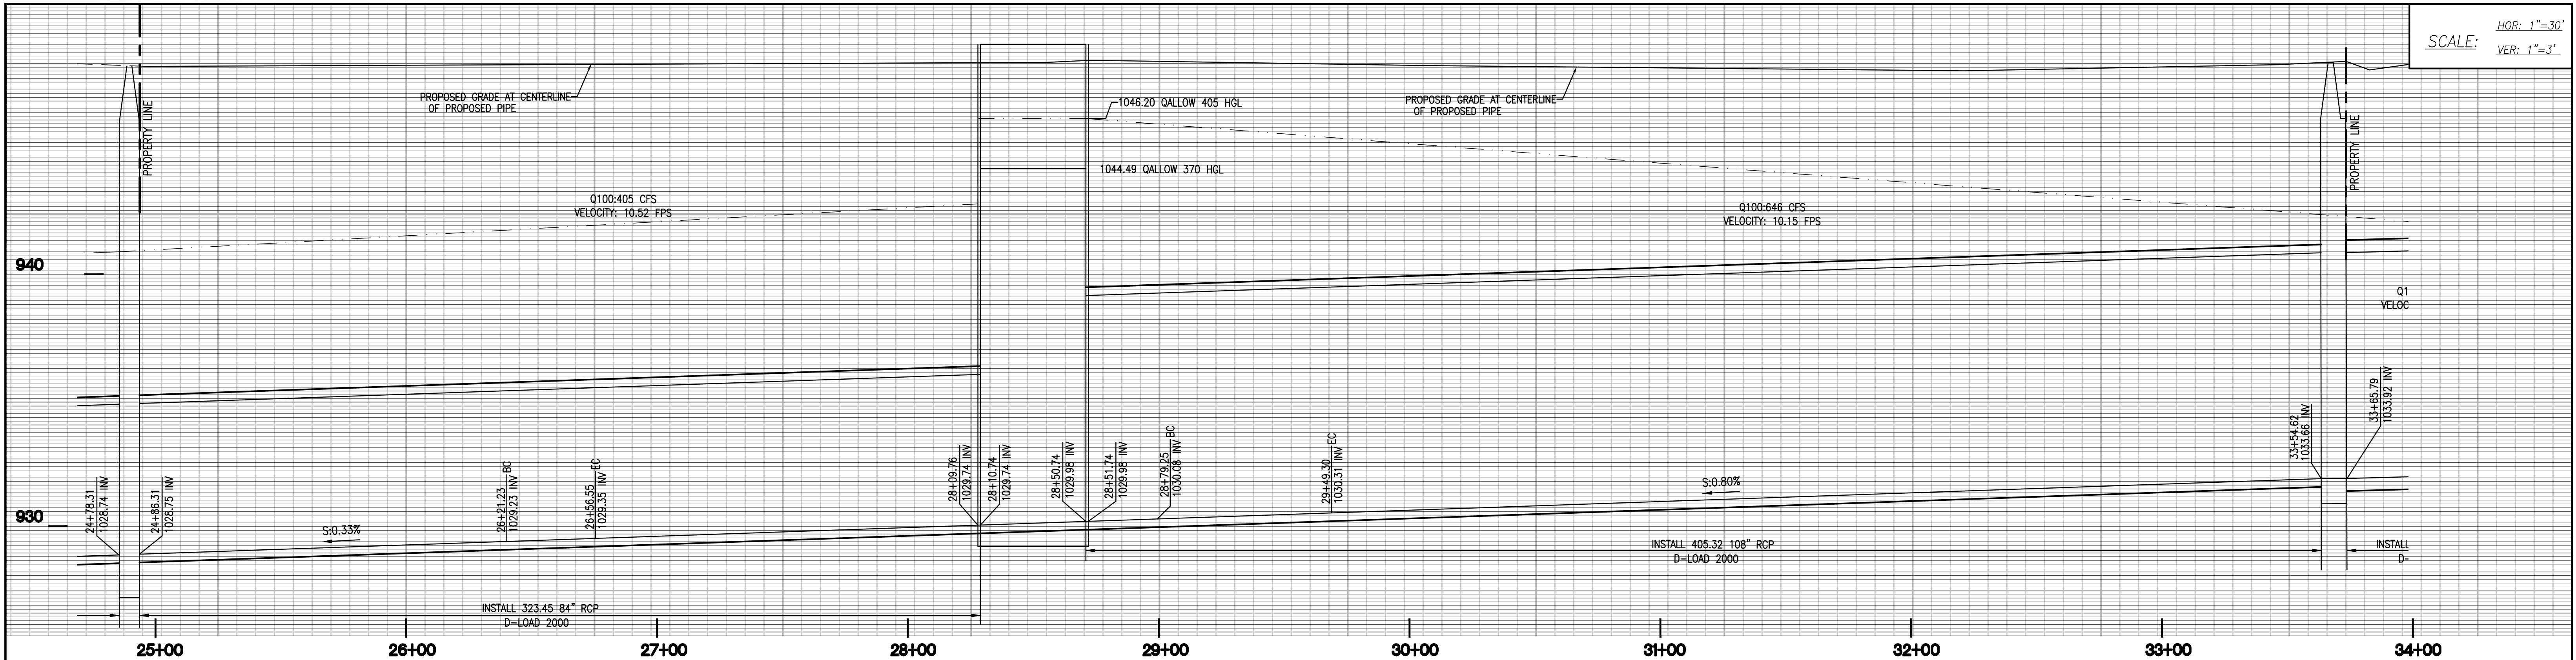 SCALE:
HOR: 1"=30'
VER: 1"=3'
PROPERTY LINE
PROPOSED GRADE AT CENTERLINE
OF PROPOSED PIPE
1046.20 QALLOW 405 HGL
1044.49 QALLOW 370 HGL
PROPOSED GRADE AT CENTERLINE
OF PROPOSED PIPE
PROPERTY LINE
Q100:405 CFS
VELOCITY: 10.52 FPS
Q100:646 CFS
VELOCITY: 10.15 FPS
940
Q1
VELOC
24+78.31
1028.74 INV
24+86.31
1028.75 INV
26+21.23 BC
1029.23 INV
26+56.55 EC
1029.35 INV
28+09.76
1029.74 INV
28+10.74
1029.74 INV
28+50.74
1029.98 INV
28+51.74
1029.98 INV
28+79.25 BC
1030.08 INV
29+49.30 EC
1030.31 INV
33+54.62
1033.66 INV
33+65.79
1033.92 INV
930
S:0.33%
S:0.80%
INSTALL 405.32 108" RCP
D-LOAD 2000
INSTALL
D-
INSTALL 323.45 84" RCP
D-LOAD 2000
25+00
26+00
27+00
28+00
29+00
30+00
31+00
32+00
33+00
34+00